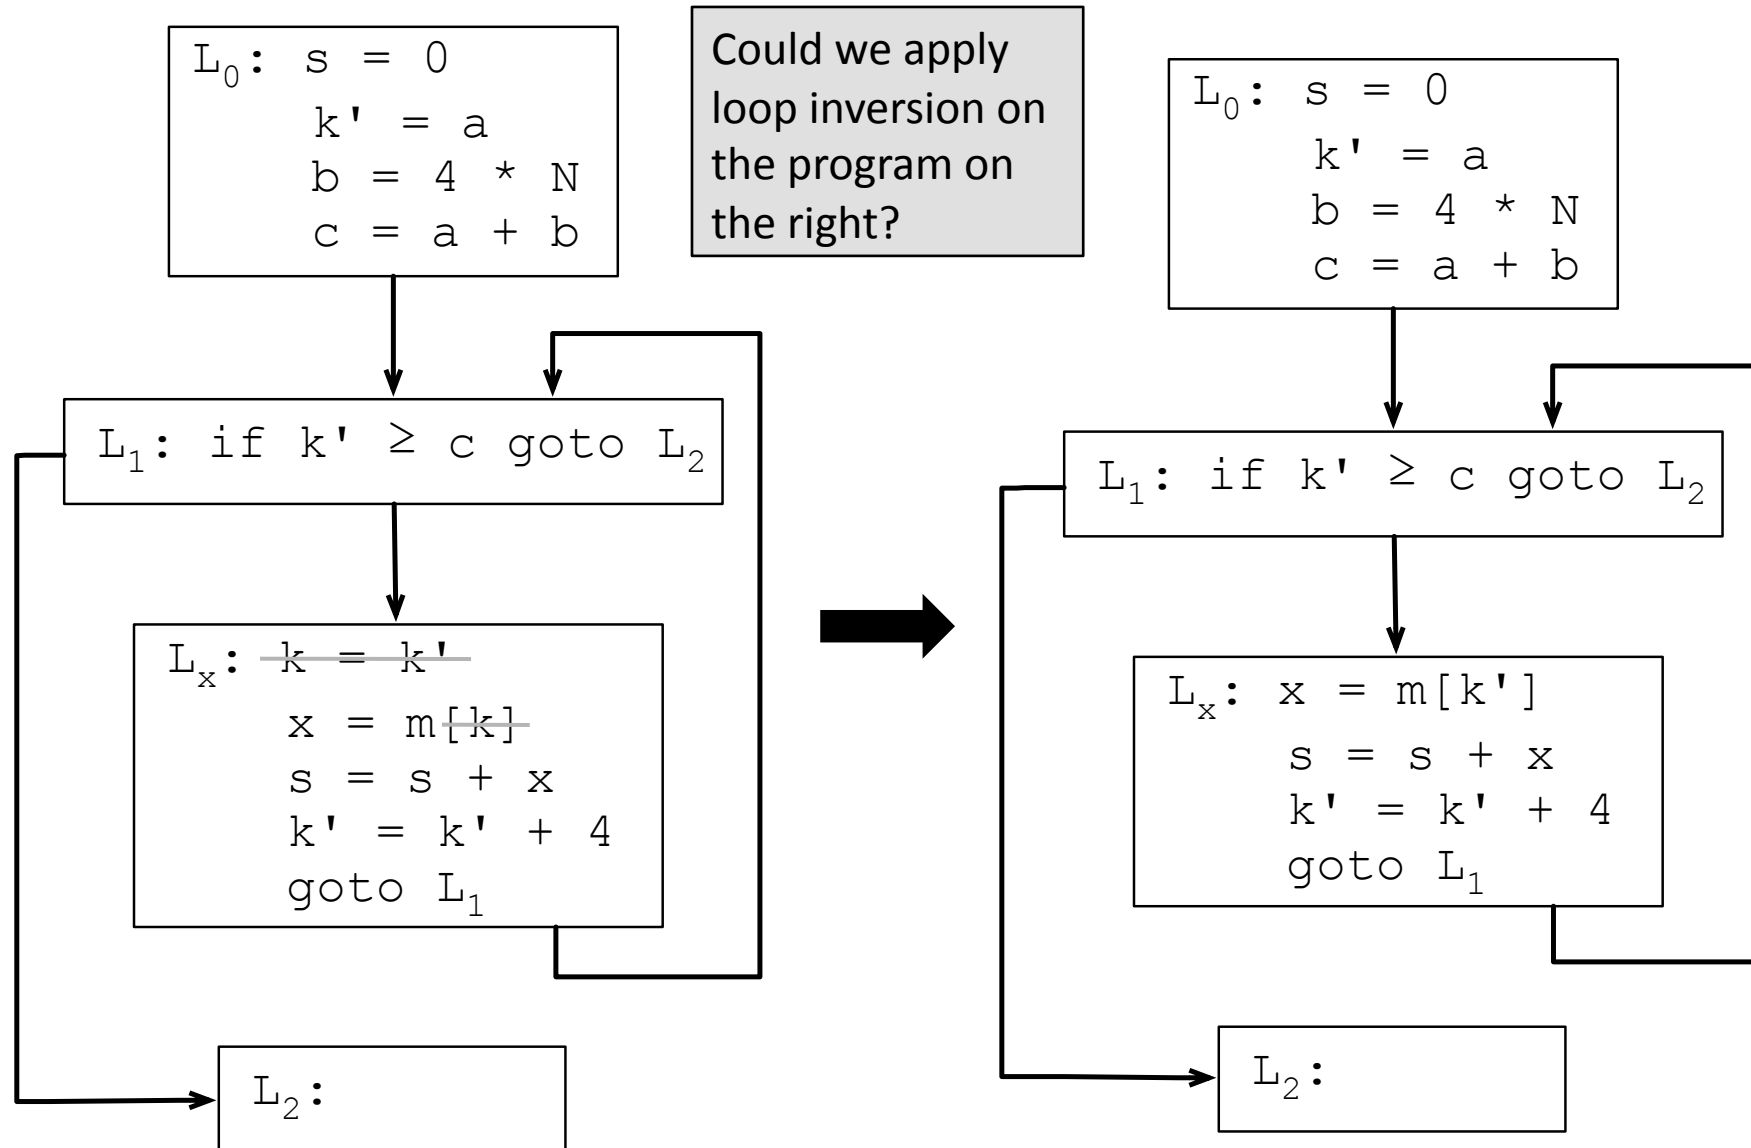 L₀: s = 0
k' = a
b = 4 * N
c = a + b
L₁: if k' ≥ c goto L₂
Lₓ: k = k'
x = m[k]
s = s + x
k' = k' + 4
goto L₁
L₂:
Could we apply
loop inversion on
the program on
the right?
L₀: s = 0
k' = a
b = 4 * N
c = a + b
L₁: if k' ≥ c goto L₂
Lₓ: x = m[k']
s = s + x
k' = k' + 4
goto L₁
L₂: